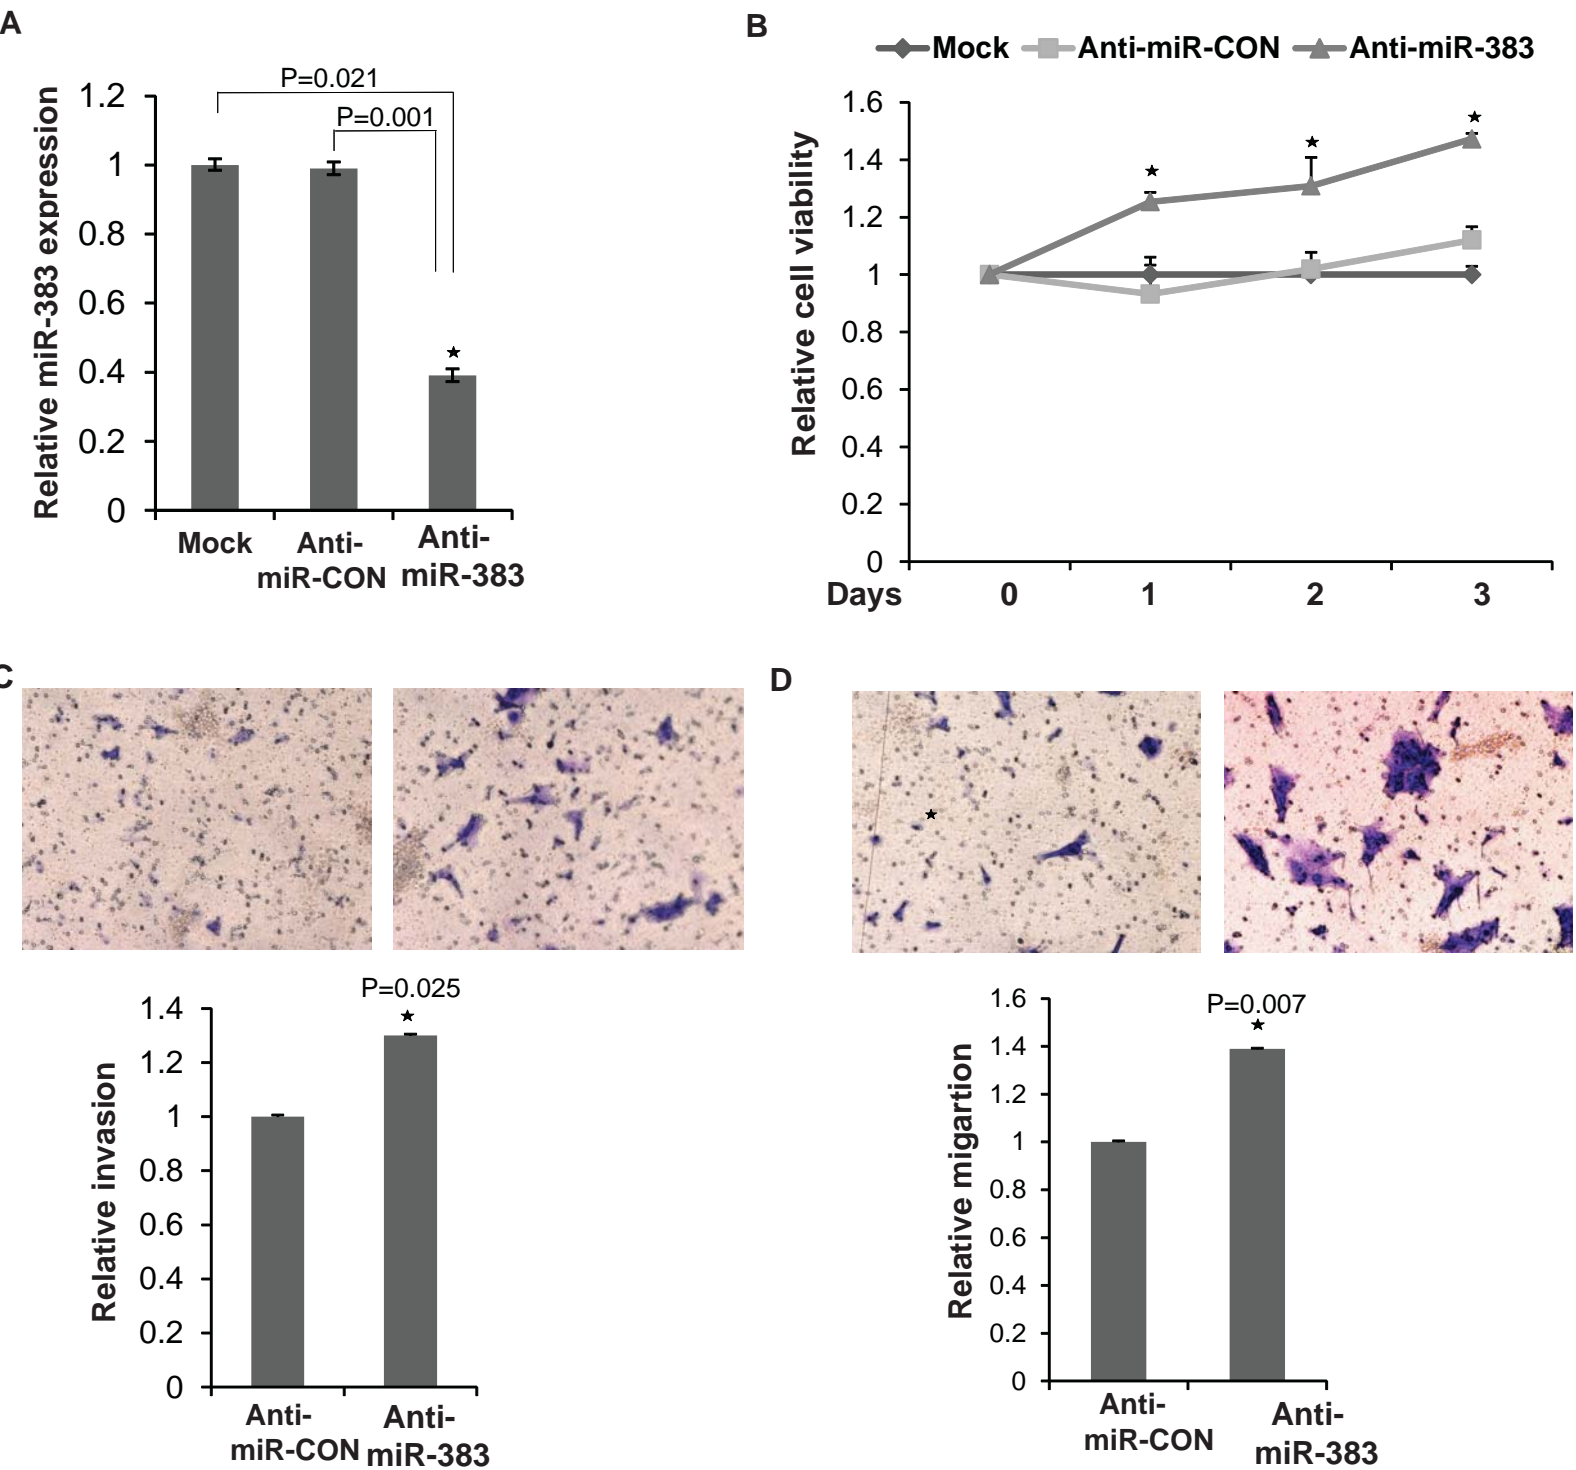 A
P=0.021
P=0.001
1.2
1
0.8
0.6
0.4
0.2
0
Relative miR-383 expression
Mock
Anti-
miR-CON
Anti-
miR-383
B
Mock Anti-miR-CON Anti-miR-383
1.6
1.4
1.2
1
0.8
0.6
0.4
0.2
0
Relative cell viability
Days 0 1 2 3
C
P=0.025
1.4
1.2
1
0.8
0.6
0.4
0.2
0
Relative invasion
Anti-
miR-CON
Anti-
miR-383
D
P=0.007
1.6
1.4
1.2
1
0.8
0.6
0.4
0.2
0
Relative migartion
Anti-
miR-CON
Anti-
miR-383